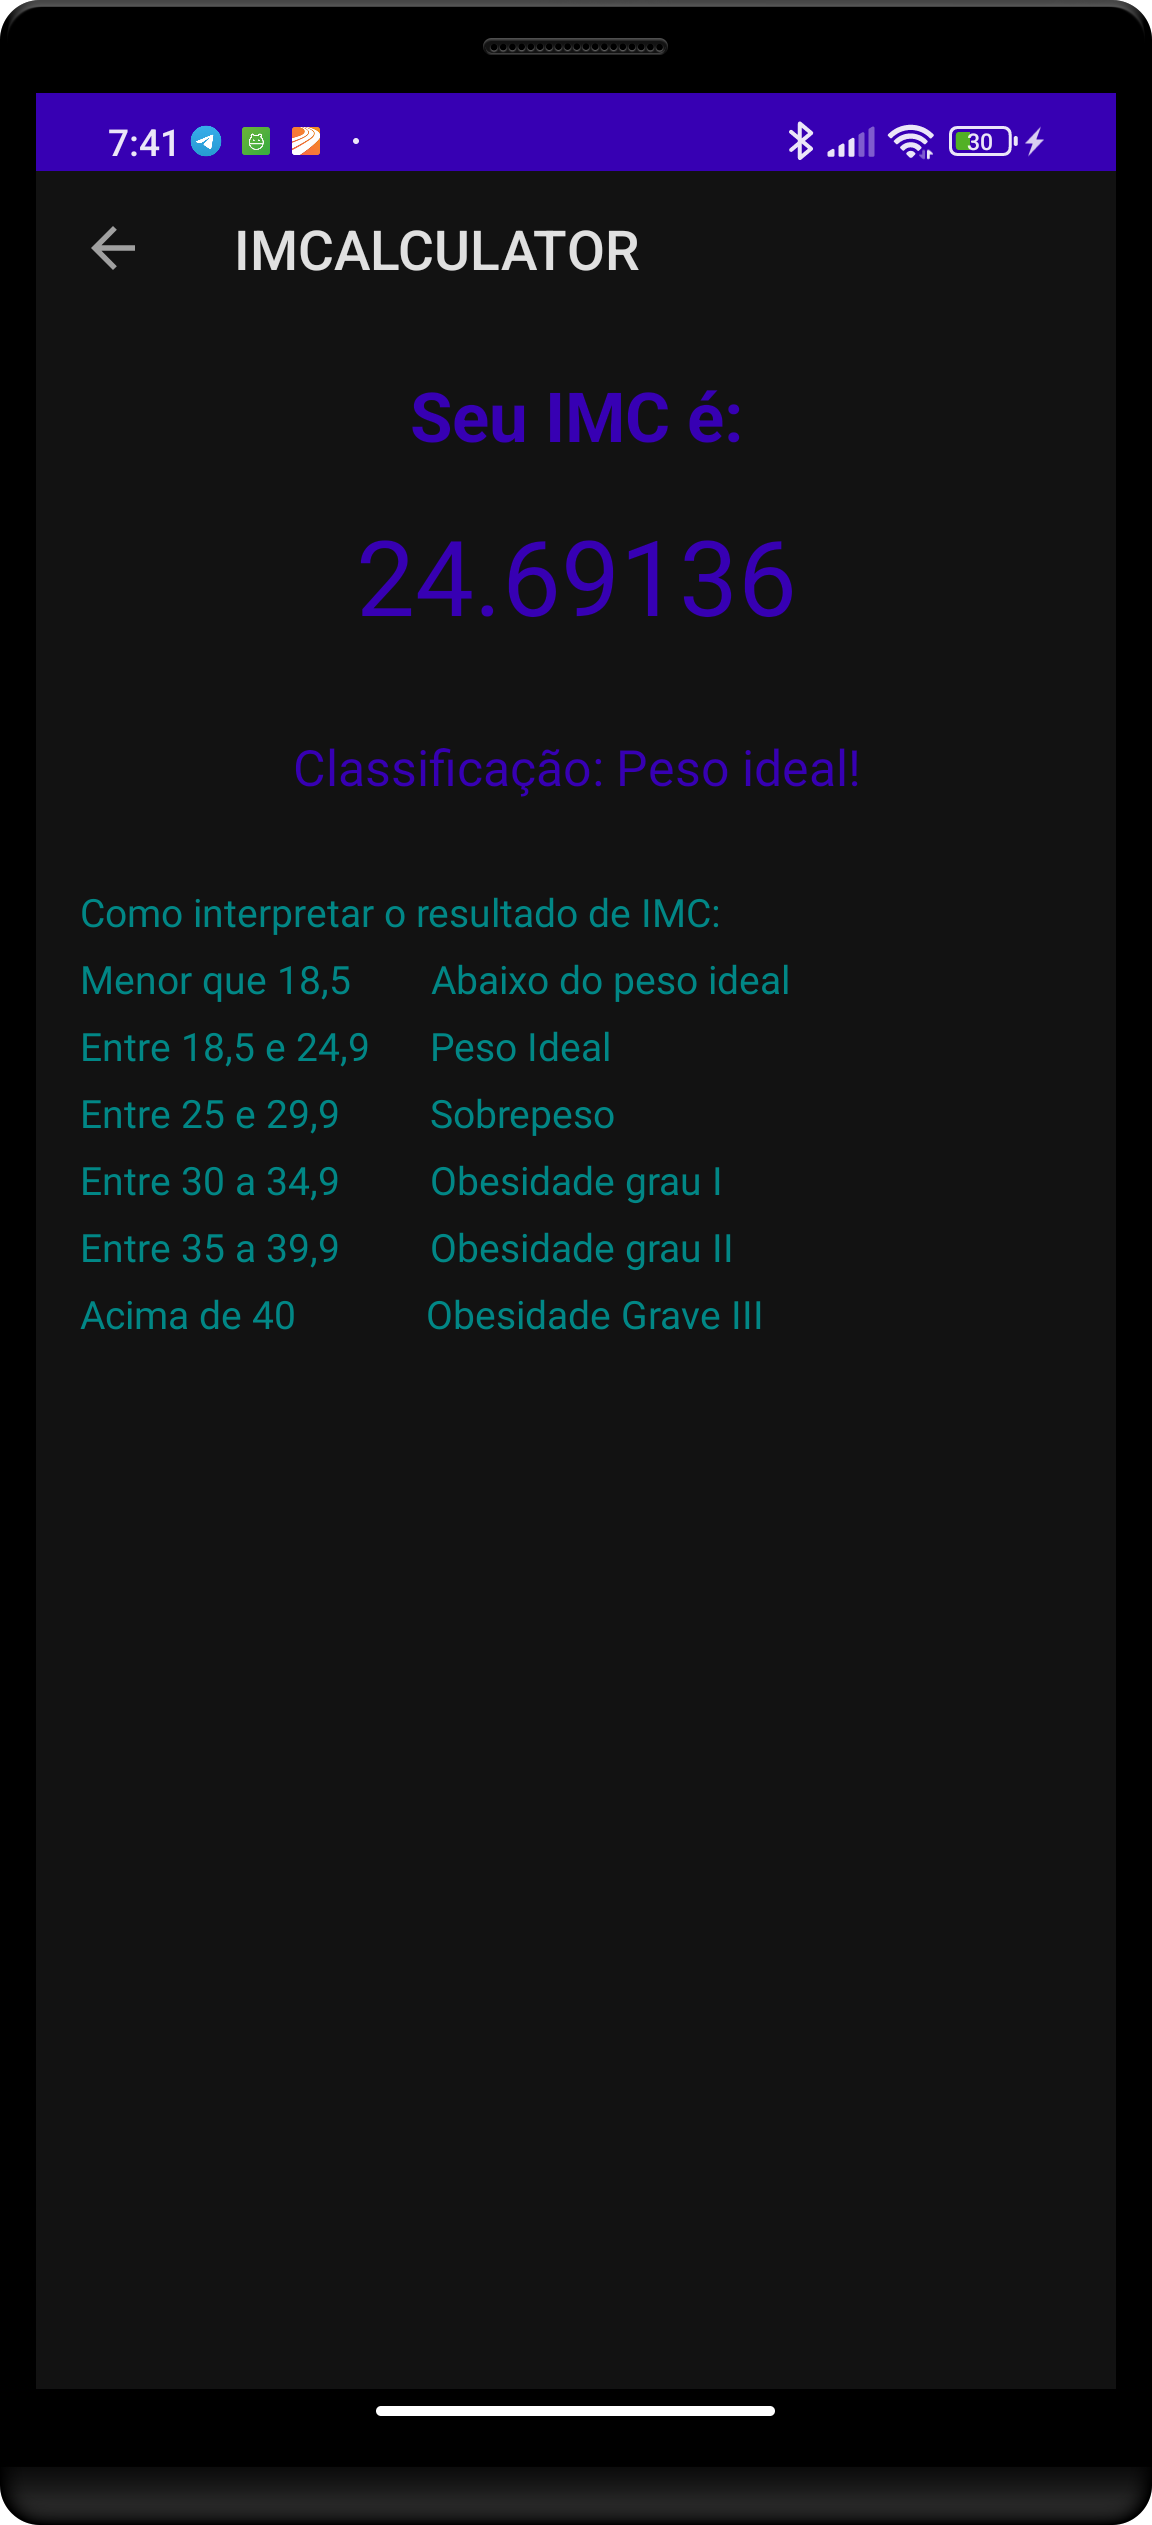 7:41
30
IMCALCULATOR
Seu IMC é:
24.69136
Classificação: Peso ideal!
Como interpretar o resultado de IMC:
Menor que 18,5 Abaixo do peso ideal
Entre 18,5 e 24,9 Peso Ideal
Entre 25 e 29,9 Sobrepeso
Entre 30 a 34,9 Obesidade grau I
Entre 35 a 39,9 Obesidade grau II
Acima de 40 Obesidade Grave III